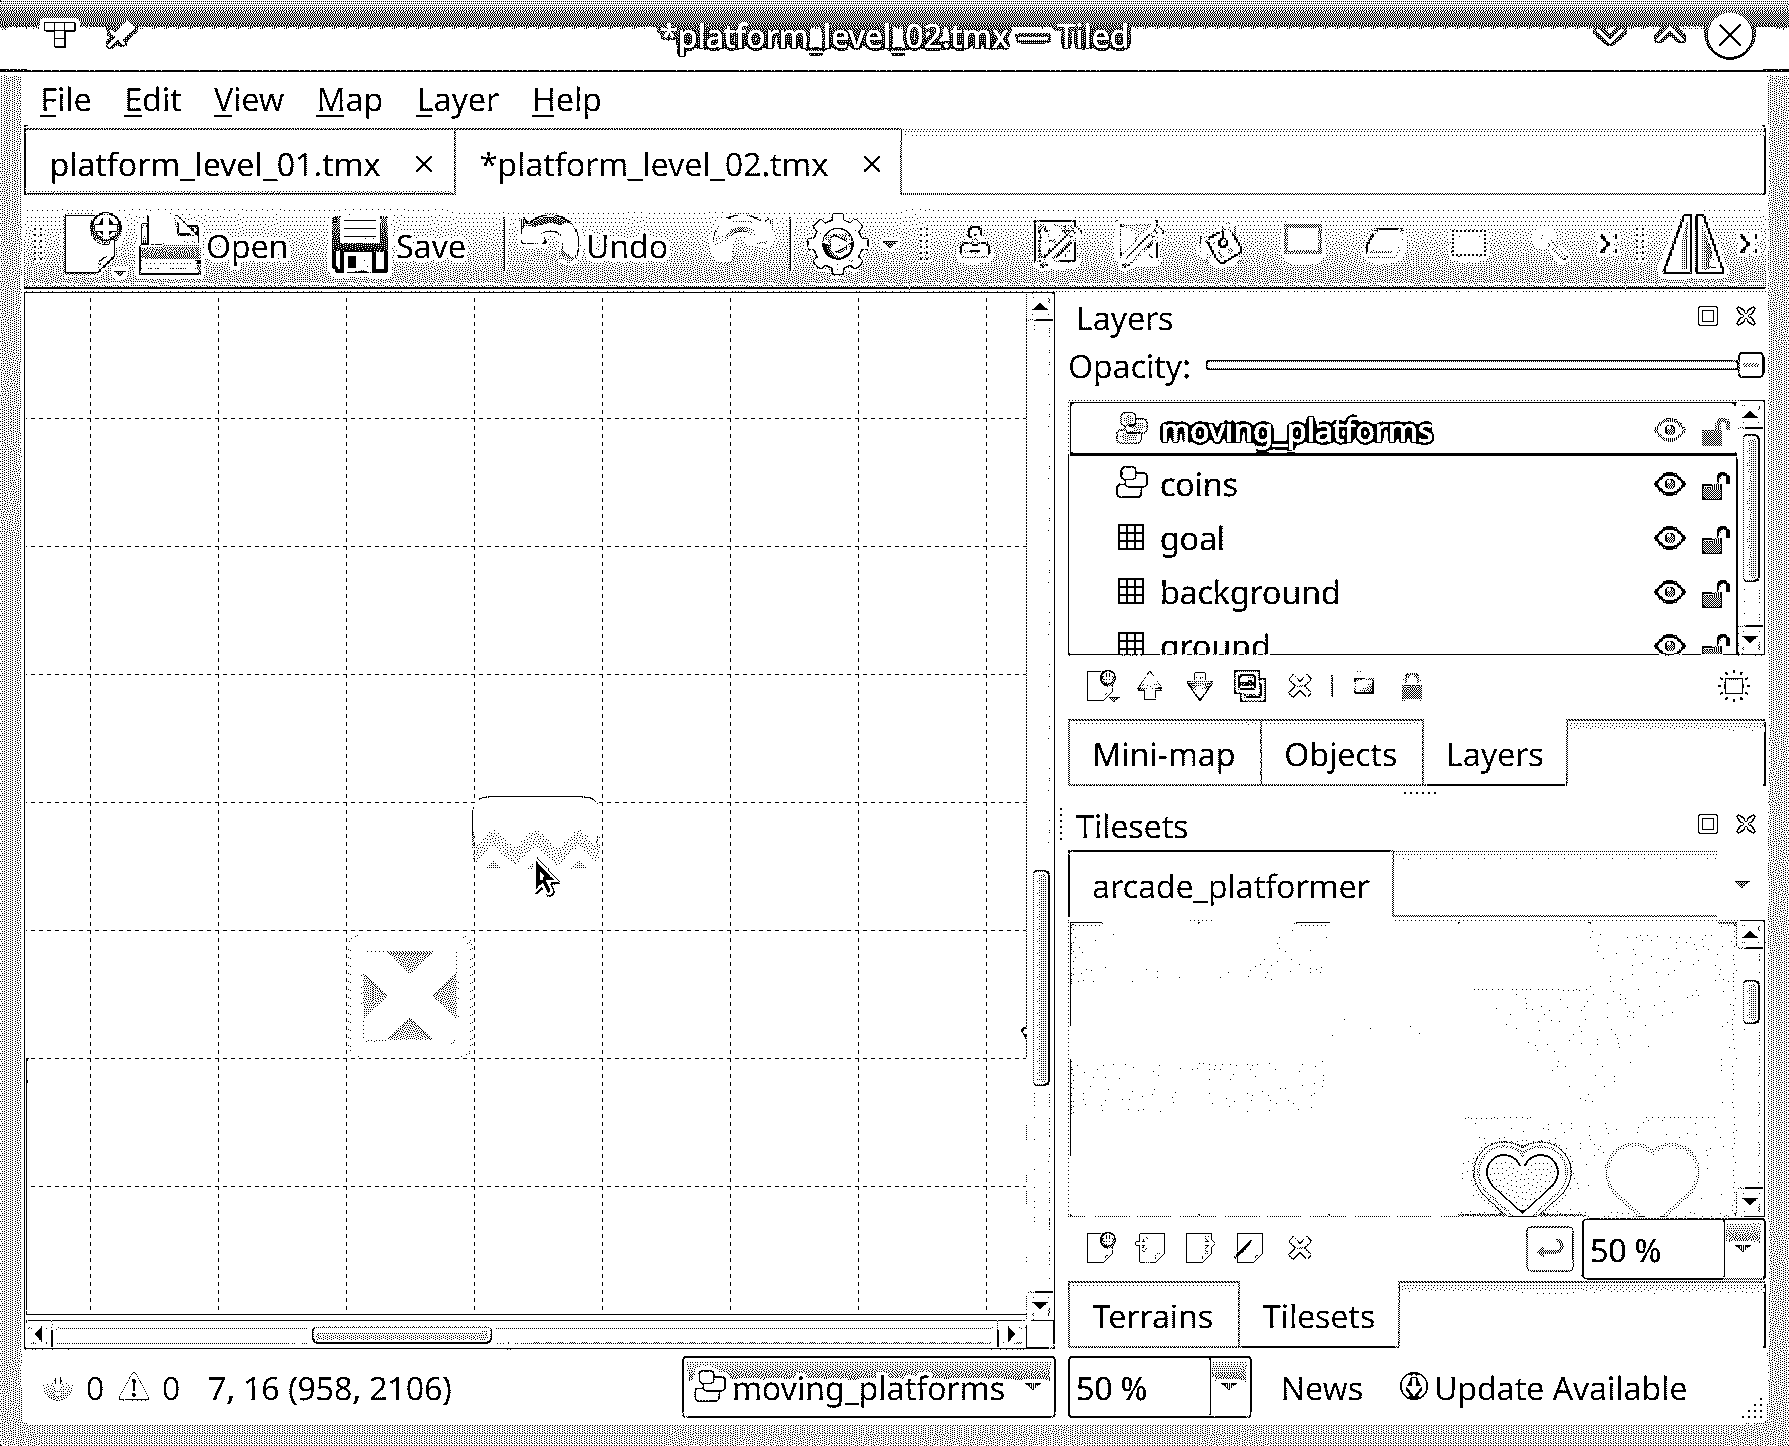 *platform_level_02.tmx — Tiled
File Edit View Map Layer Help
platform_level_01.tmx *platform_level_02.tmx
Open Save Undo
Layers
Opacity:
moving_platforms
coins
goal
background
ground
Mini-map Objects Layers
Tilesets
arcade_platformer
50 %
Terrains Tilesets
0 0 7, 16 (958, 2106) moving_platforms 50 % News Update Available